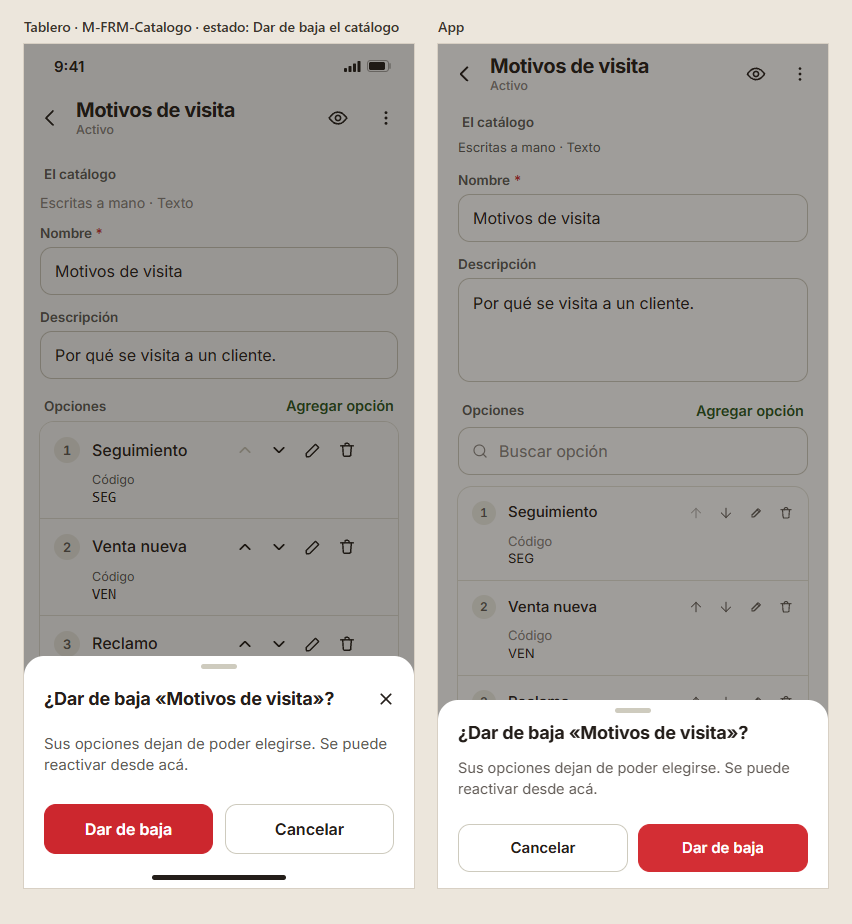 Tablero · M-FRM-Catalogo · estado: Dar de baja el catálogo
9:41
Motivos de visita
Activo
El catálogo
Escritas a mano · Texto
Nombre *
Motivos de visita
Descripción
Por qué se visita a un cliente.
Opciones
Agregar opción
1
Seguimiento
Código
SEG
2
Venta nueva
Código
VEN
3
Reclamo
¿Dar de baja «Motivos de visita»?
Sus opciones dejan de poder elegirse. Se puede
reactivar desde acá.
Dar de baja
Cancelar
App
Motivos de visita
Activo
El catálogo
Escritas a mano · Texto
Nombre *
Motivos de visita
Descripción
Por qué se visita a un cliente.
Opciones
Agregar opción
Buscar opción
1
Seguimiento
Código
SEG
2
Venta nueva
Código
VEN
3
Reclamo
¿Dar de baja «Motivos de visita»?
Sus opciones dejan de poder elegirse. Se puede
reactivar desde acá.
Cancelar
Dar de baja